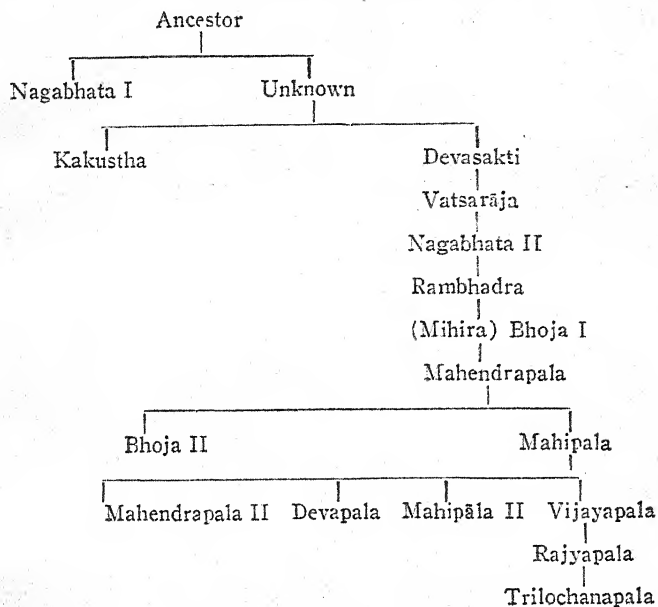 Ancestor
Nagabhata I Unknown
Kakustha Devasakti
Vatsarāja
Nagabhata II
Rambhadra
(Mihira) Bhoja I
Mahendrapala
Bhoja II Mahipala
Mahendrapala II Devapala Mahipāla II Vijayapala
Rajyapala
Trilochanapala